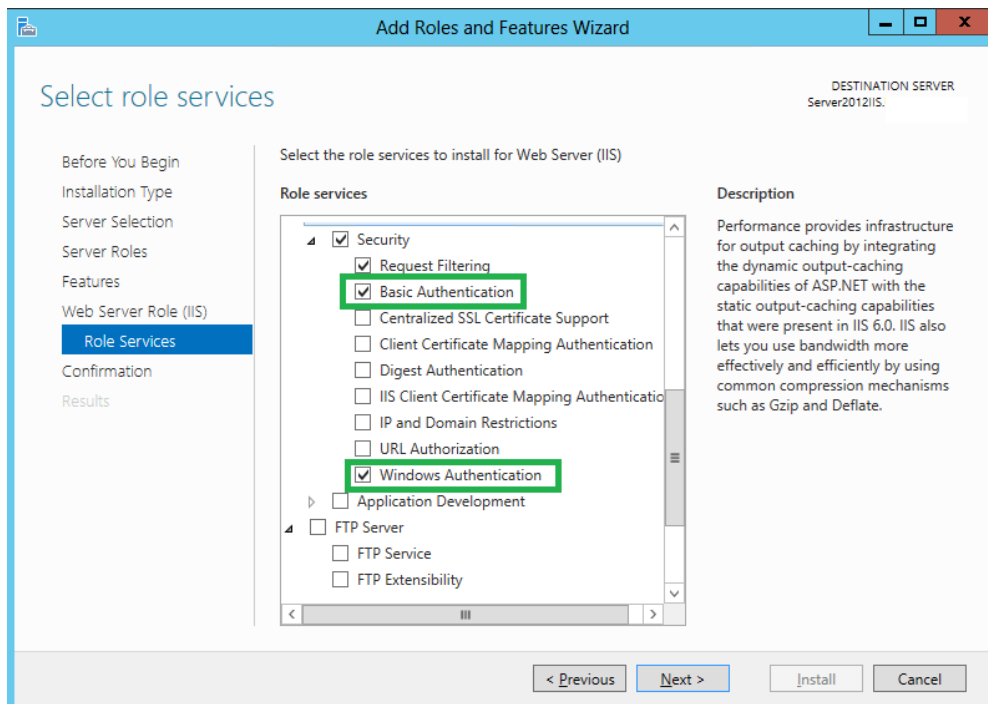 Add Roles and Features Wizard
Select role services
DESTINATION SERVER
Server2012IIS.
Before You Begin
Installation Type
Server Selection
Server Roles
Features
Web Server Role (IIS)
Role Services
Confirmation
Results
Select the role services to install for Web Server (IIS)
Role services
Security
Request Filtering
Basic Authentication
Centralized SSL Certificate Support
Client Certificate Mapping Authentication
Digest Authentication
IIS Client Certificate Mapping Authenticatio
IP and Domain Restrictions
URL Authorization
Windows Authentication
Application Development
FTP Server
FTP Service
FTP Extensibility
Description
Performance provides infrastructure
for output caching by integrating
the dynamic output-caching
capabilities of ASP.NET with the
static output-caching capabilities
that were present in IIS 6.0. IIS also
lets you use bandwidth more
effectively and efficiently by using
common compression mechanisms
such as Gzip and Deflate.
< Previous
Next >
Install
Cancel